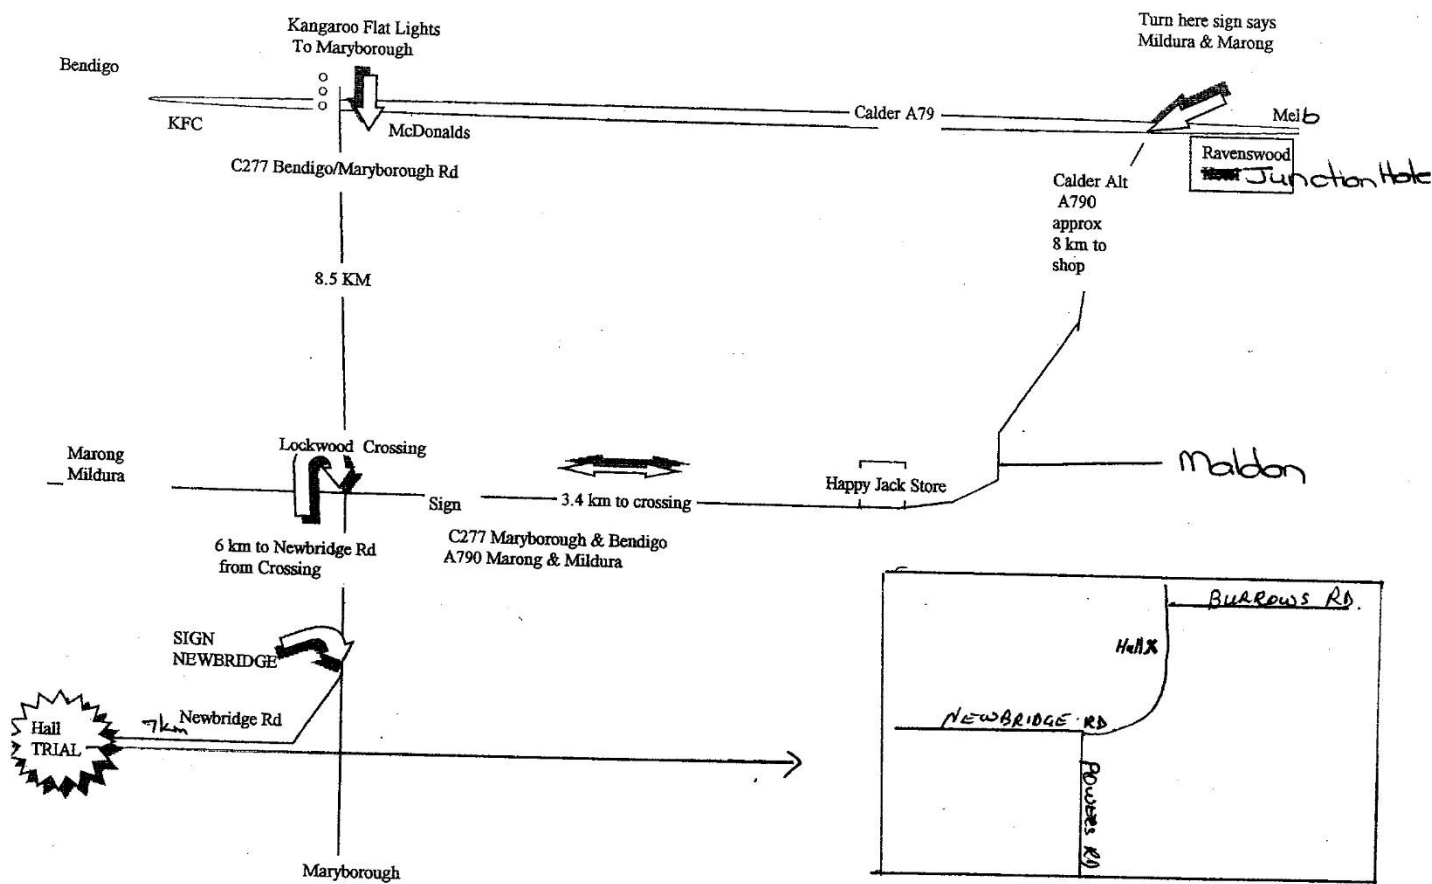 Kangaroo Flat Lights
To Maryborough
Turn here sign says
Mildura & Marong
Bendigo
KFC
McDonalds
Calder A79
Melb
C277 Bendigo/Maryborough Rd
Ravenswood
Junction Hote
Calder Alt
A790
approx
8 km to
shop
8.5 KM
Lockwood Crossing
Marong
Mildura
Sign
3.4 km to crossing
Happy Jack Store
Maldon
C277 Maryborough & Bendigo
A790 Marong & Mildura
6 km to Newbridge Rd
from Crossing
SIGN
NEWBRIDGE
Hall
TRIAL
7km
Newbridge Rd
Maryborough
BURROWS RD.
Hall X
NEWBRIDGE RD
POWERS RD